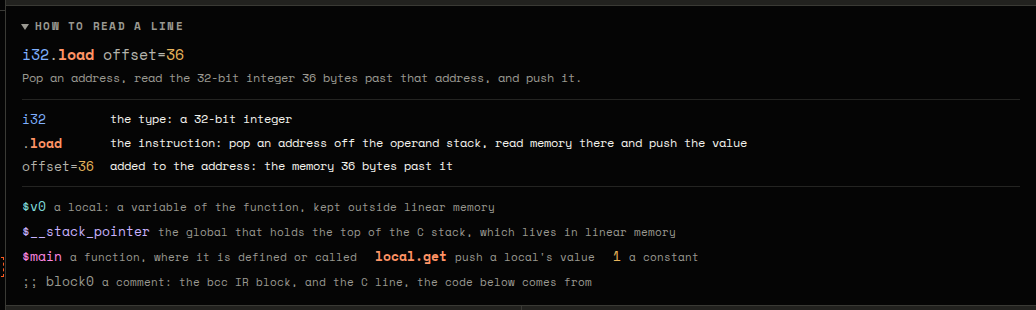 ▼ HOW TO READ A LINE
i32.load offset=36
Pop an address, read the 32-bit integer 36 bytes past that address, and push it.
i32 the type: a 32-bit integer
.load the instruction: pop an address off the operand stack, read memory there and push the value
offset=36 added to the address: the memory 36 bytes past it
$v0 a local: a variable of the function, kept outside linear memory
$__stack_pointer the global that holds the top of the C stack, which lives in linear memory
$main a function, where it is defined or called local.get push a local's value 1 a constant
;; block0 a comment: the bcc IR block, and the C line, the code below comes from